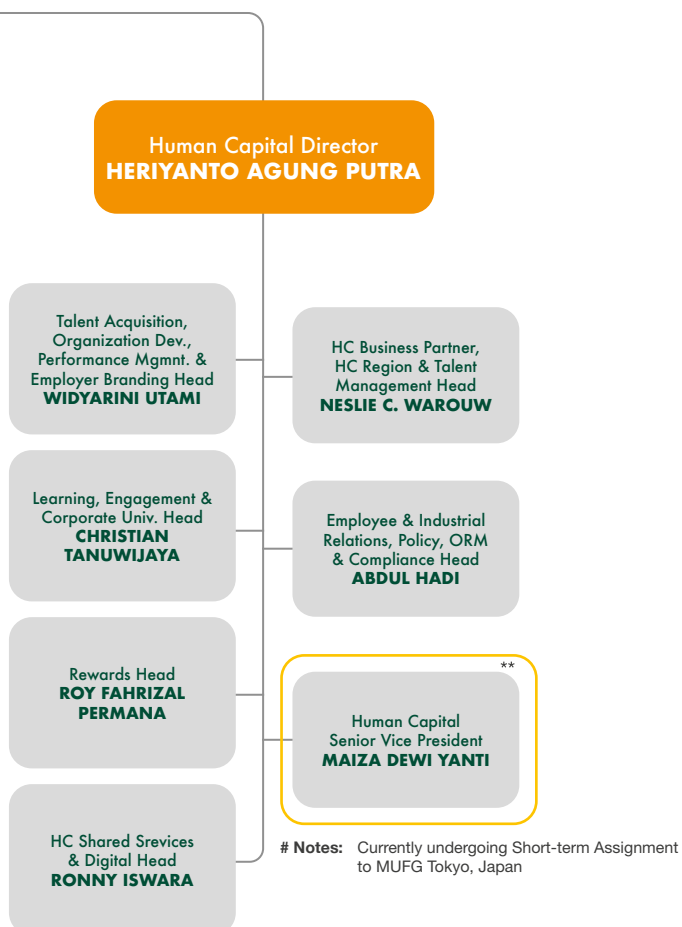 Human Capital Director
HERIYANTO AGUNG PUTRA
Talent Acquisition,
Organization Dev.,
Performance Mgmnt. &
Employer Branding Head
WIDYARINI UTAMI
HC Business Partner,
HC Region & Talent
Management Head
NESLIE C. WAROUW
Learning, Engagement &
Corporate Univ. Head
CHRISTIAN
TANUWIJAYA
Employee & Industrial
Relations, Policy, ORM
& Compliance Head
ABDUL HADI
Rewards Head
ROY FAHRIZAL
PERMANA
**
Human Capital
Senior Vice President
MAIZA DEWI YANTI
HC Shared Srevices
& Digital Head
RONNY ISWARA
# Notes: Currently undergoing Short-term Assignment
to MUFG Tokyo, Japan